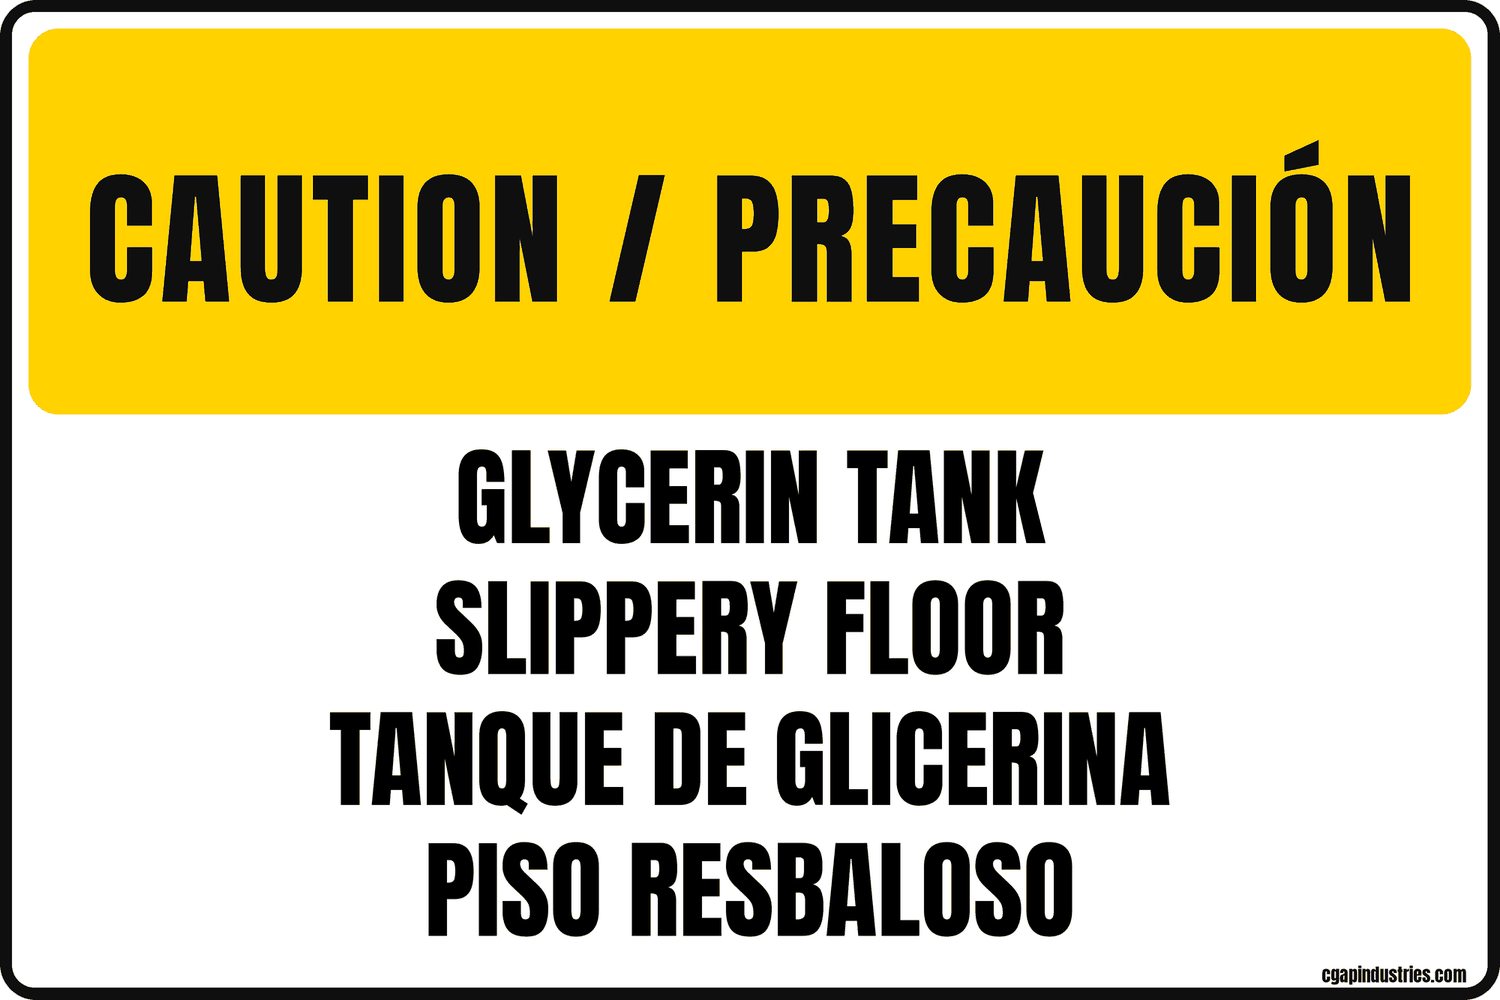 CAUTION / PRECAUCIÓN
GLYCERIN TANK
SLIPPERY FLOOR
TANQUE DE GLICERINA
PISO RESBALOSO
cgapindustries.com